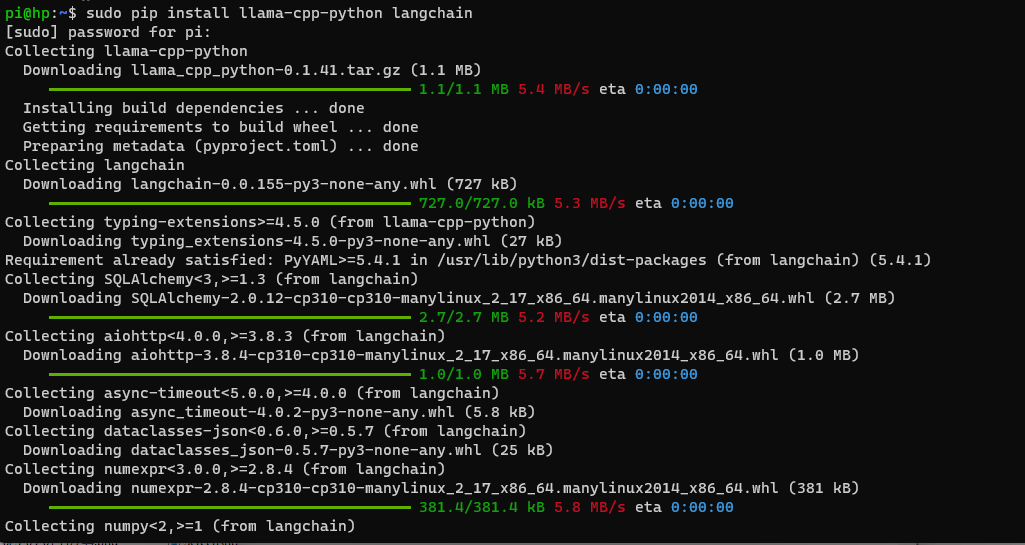 pi@hp:~$ sudo pip install llama-cpp-python langchain
[sudo] password for pi:
Collecting llama-cpp-python
  Downloading llama_cpp_python-0.1.41.tar.gz (1.1 MB)
     1.1/1.1 MB 5.4 MB/s eta 0:00:00
  Installing build dependencies ... done
  Getting requirements to build wheel ... done
  Preparing metadata (pyproject.toml) ... done
Collecting langchain
  Downloading langchain-0.0.155-py3-none-any.whl (727 kB)
     727.0/727.0 kB 5.3 MB/s eta 0:00:00
Collecting typing-extensions>=4.5.0 (from llama-cpp-python)
  Downloading typing_extensions-4.5.0-py3-none-any.whl (27 kB)
Requirement already satisfied: PyYAML>=5.4.1 in /usr/lib/python3/dist-packages (from langchain) (5.4.1)
Collecting SQLAlchemy<3,>=1.3 (from langchain)
  Downloading SQLAlchemy-2.0.12-cp310-cp310-manylinux_2_17_x86_64.manylinux2014_x86_64.whl (2.7 MB)
     2.7/2.7 MB 5.2 MB/s eta 0:00:00
Collecting aiohttp<4.0.0,>=3.8.3 (from langchain)
  Downloading aiohttp-3.8.4-cp310-cp310-manylinux_2_17_x86_64.manylinux2014_x86_64.whl (1.0 MB)
     1.0/1.0 MB 5.7 MB/s eta 0:00:00
Collecting async-timeout<5.0.0,>=4.0.0 (from langchain)
  Downloading async_timeout-4.0.2-py3-none-any.whl (5.8 kB)
Collecting dataclasses-json<0.6.0,>=0.5.7 (from langchain)
  Downloading dataclasses_json-0.5.7-py3-none-any.whl (25 kB)
Collecting numexpr<3.0.0,>=2.8.4 (from langchain)
  Downloading numexpr-2.8.4-cp310-cp310-manylinux_2_17_x86_64.manylinux2014_x86_64.whl (381 kB)
     381.4/381.4 kB 5.8 MB/s eta 0:00:00
Collecting numpy<2,>=1 (from langchain)